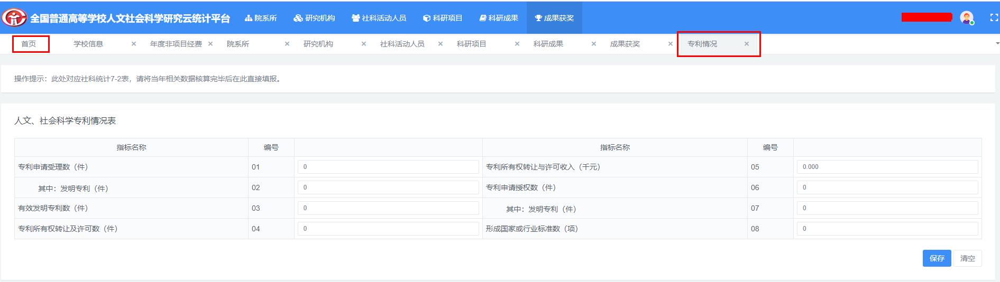 全国普通高等学校人文社会科学研究云统计平台 院系所 研究机构 社科活动人员 科研项目 科研成果 成果获奖
首页 学校信息 × 年度非项目经费 × 院系所 × 研究机构 × 社科活动人员 × 科研项目 × 科研成果 × 成果获奖 × 专利情况 ×
操作提示：此处对应社科统计7-2表，请将当年相关数据核算完毕后在此直接填报。
人文、社会科学专利情况表
指标名称 编号 指标名称 编号
专利申请受理数（件） 01 0 专利所有权转让与许可收入（千元） 05 0.000
其中：发明专利（件） 02 0 专利申请授权数（件） 06 0
有效发明专利数（件） 03 0 其中：发明专利（件） 07 0
专利所有权转让及许可数（件） 04 0 形成国家或行业标准数（项） 08 0
保存 清空